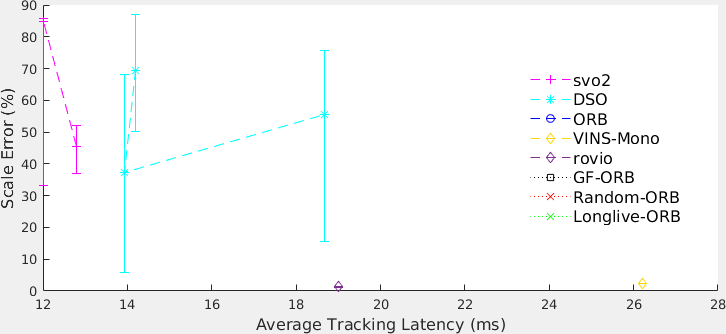 90
80
70
60
50
40
30
20
10
0
Scale Error (%)
svo2
DSO
ORB
VINS-Mono
rovio
GF-ORB
Random-ORB
Longlive-ORB
12 14 16 18 20 22 24 26 28
Average Tracking Latency (ms)